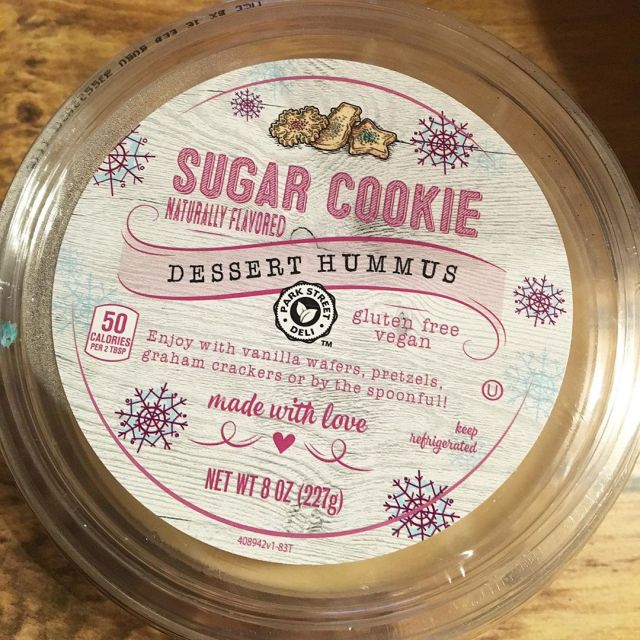 SUGAR COOKIE
NATURALLY FLAVORED
DESSERT HUMMUS
PARK STREET
DELI
TM
gluten free
vegan
50
CALORIES
PER 2 TBSP
Enjoy with vanilla wafers, pretzels,
graham crackers or by the spoonful!
U
made with love
keep
refrigerated
NET WT 8 OZ (227g)
408942v1-83T